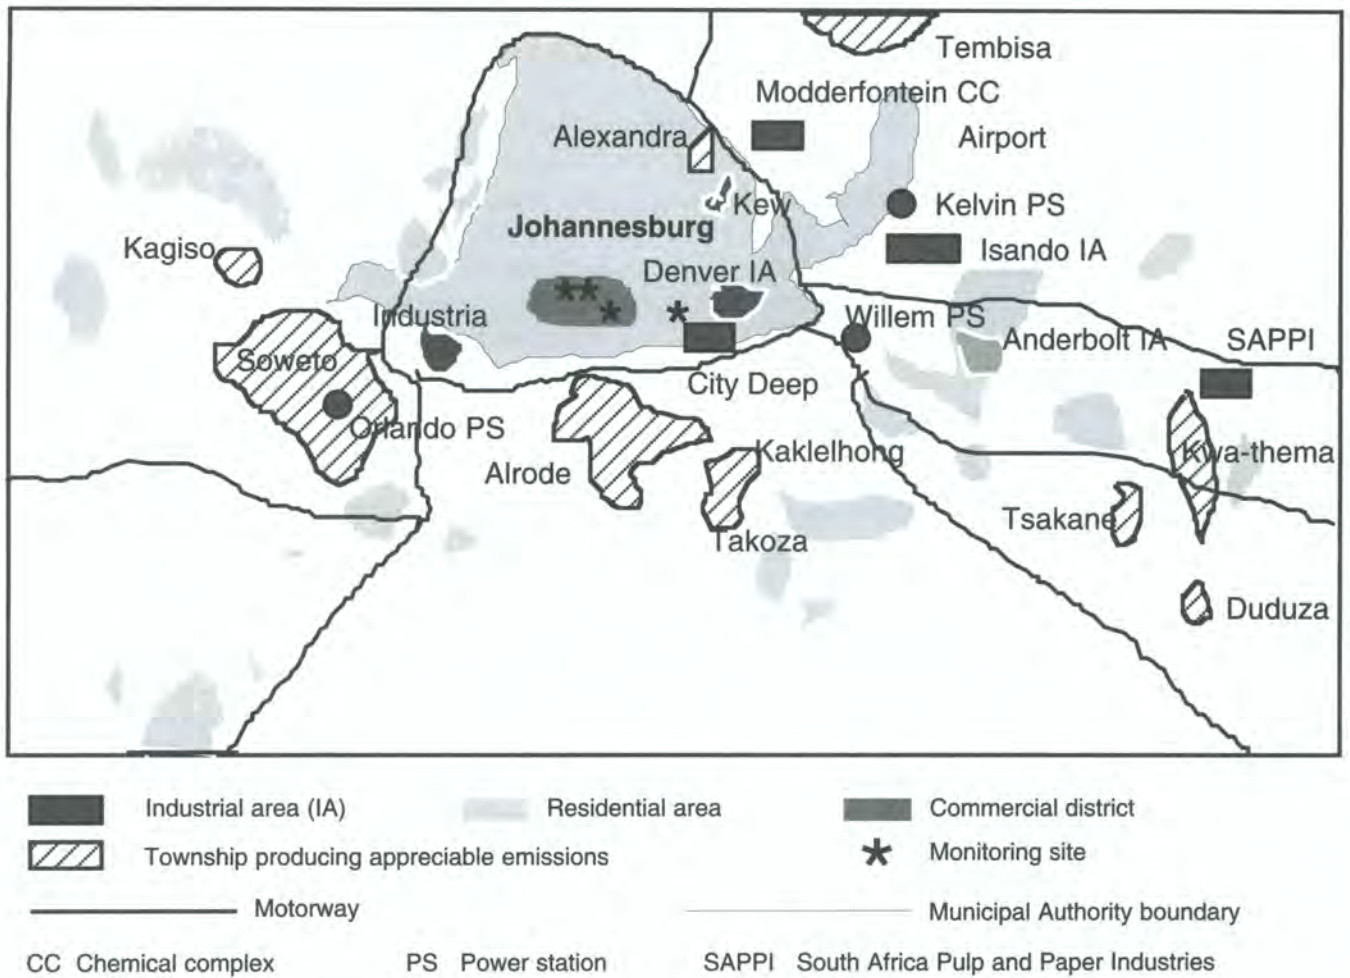 Tembisa
Modderfontein CC
Alexandra
Airport
Kew
Kelvin PS
Johannesburg
Kagiso
Isando IA
Denver IA
Industria
Willem PS
Anderbolt IA
SAPPI
Soweto
City Deep
Orlando PS
Kaklelhong
Kwa-thema
Alrode
Tsakane
Takoza
Duduza
Industrial area (IA)
Residential area
Commercial district
Township producing appreciable emissions
Monitoring site
Motorway
Municipal Authority boundary
CC Chemical complex
PS Power station
SAPPI South Africa Pulp and Paper Industries